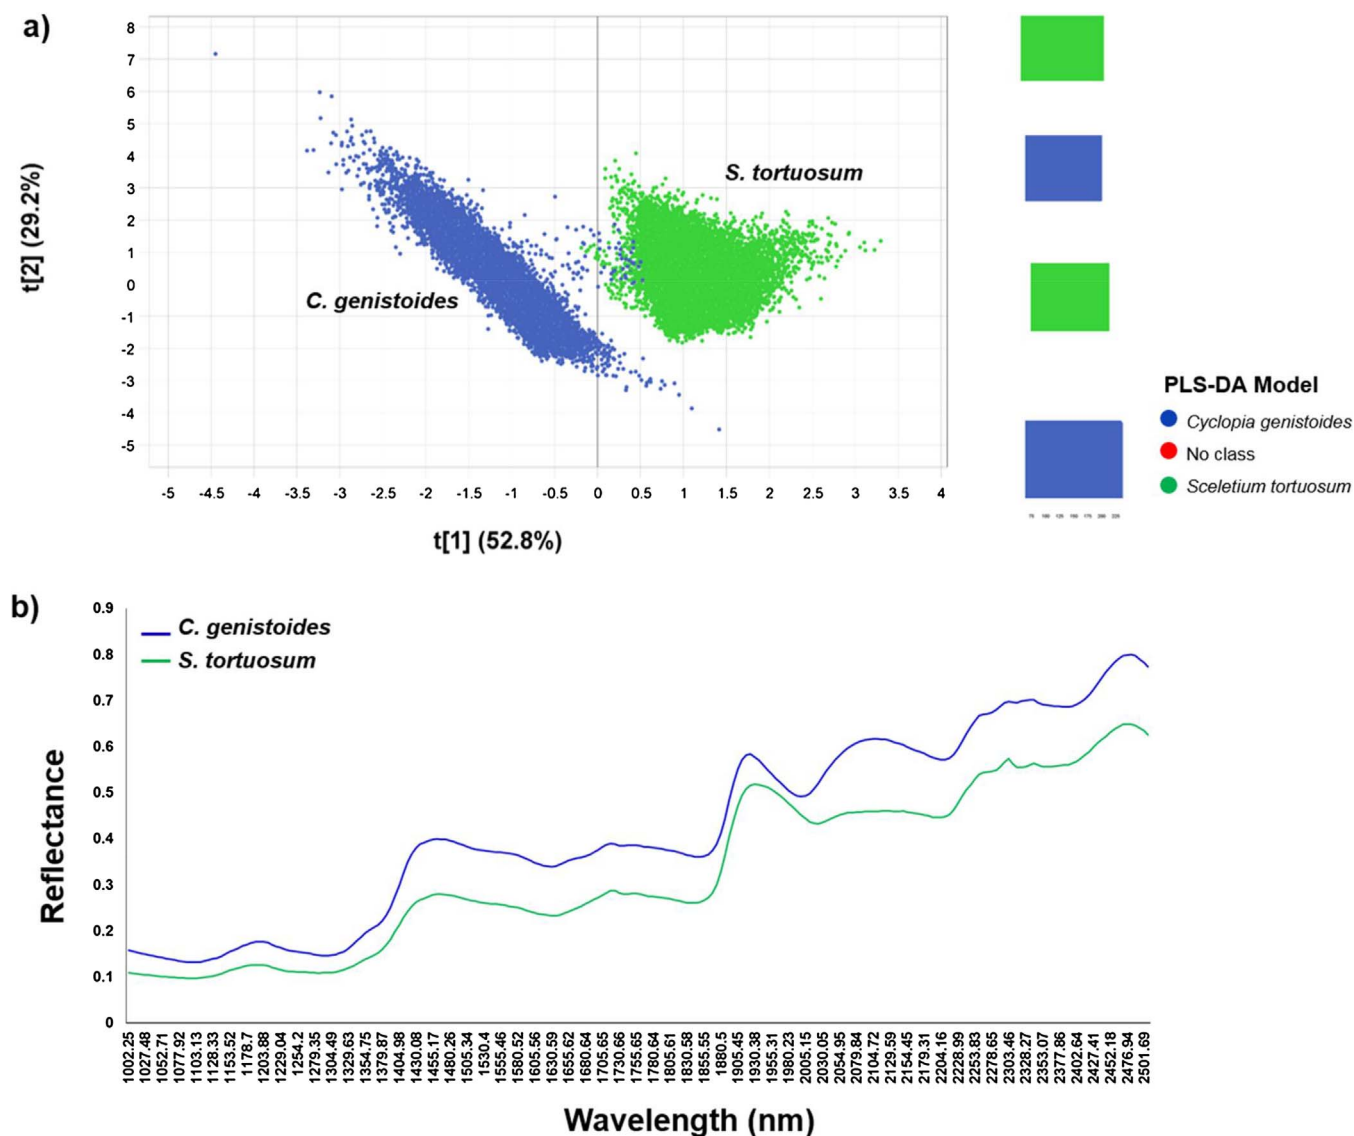 a)
8
7
6
5
4
3
2
1
0
-1
-2
-3
-4
-5
t[2] (29.2%)
S. tortuosum
C. genistoides
-5 -4.5 -4 -3.5 -3 -2.5 -2 -1.5 -1 -0.5 0 0.5 1 1.5 2 2.5 3 3.5 4
t[1] (52.8%)
PLS-DA Model
Cyclopia genistoides
No class
Sceletium tortuosum
75 100 125 150 175 200 225
b)
0.9
0.8
0.7
0.6
0.5
0.4
0.3
0.2
0.1
0
Reflectance
C. genistoides
S. tortuosum
1002.25 1027.48 1052.71 1077.92 1103.13 1128.33 1153.52 1178.7 1203.88 1229.04 1254.2 1279.35 1304.49 1329.63 1354.75 1379.87 1404.98 1430.08 1455.17 1480.26 1505.34 1530.4 1555.46 1580.52 1605.56 1630.59 1655.62 1680.64 1705.65 1730.66 1755.65 1780.64 1805.61 1830.58 1855.55 1880.5 1905.45 1930.38 1955.31 1980.23 2005.15 2030.05 2054.95 2079.84 2104.72 2129.59 2154.45 2179.31 2204.16 2228.99 2253.83 2278.65 2303.46 2328.27 2353.07 2377.86 2402.64 2427.41 2452.18 2476.94 2501.69
Wavelength (nm)